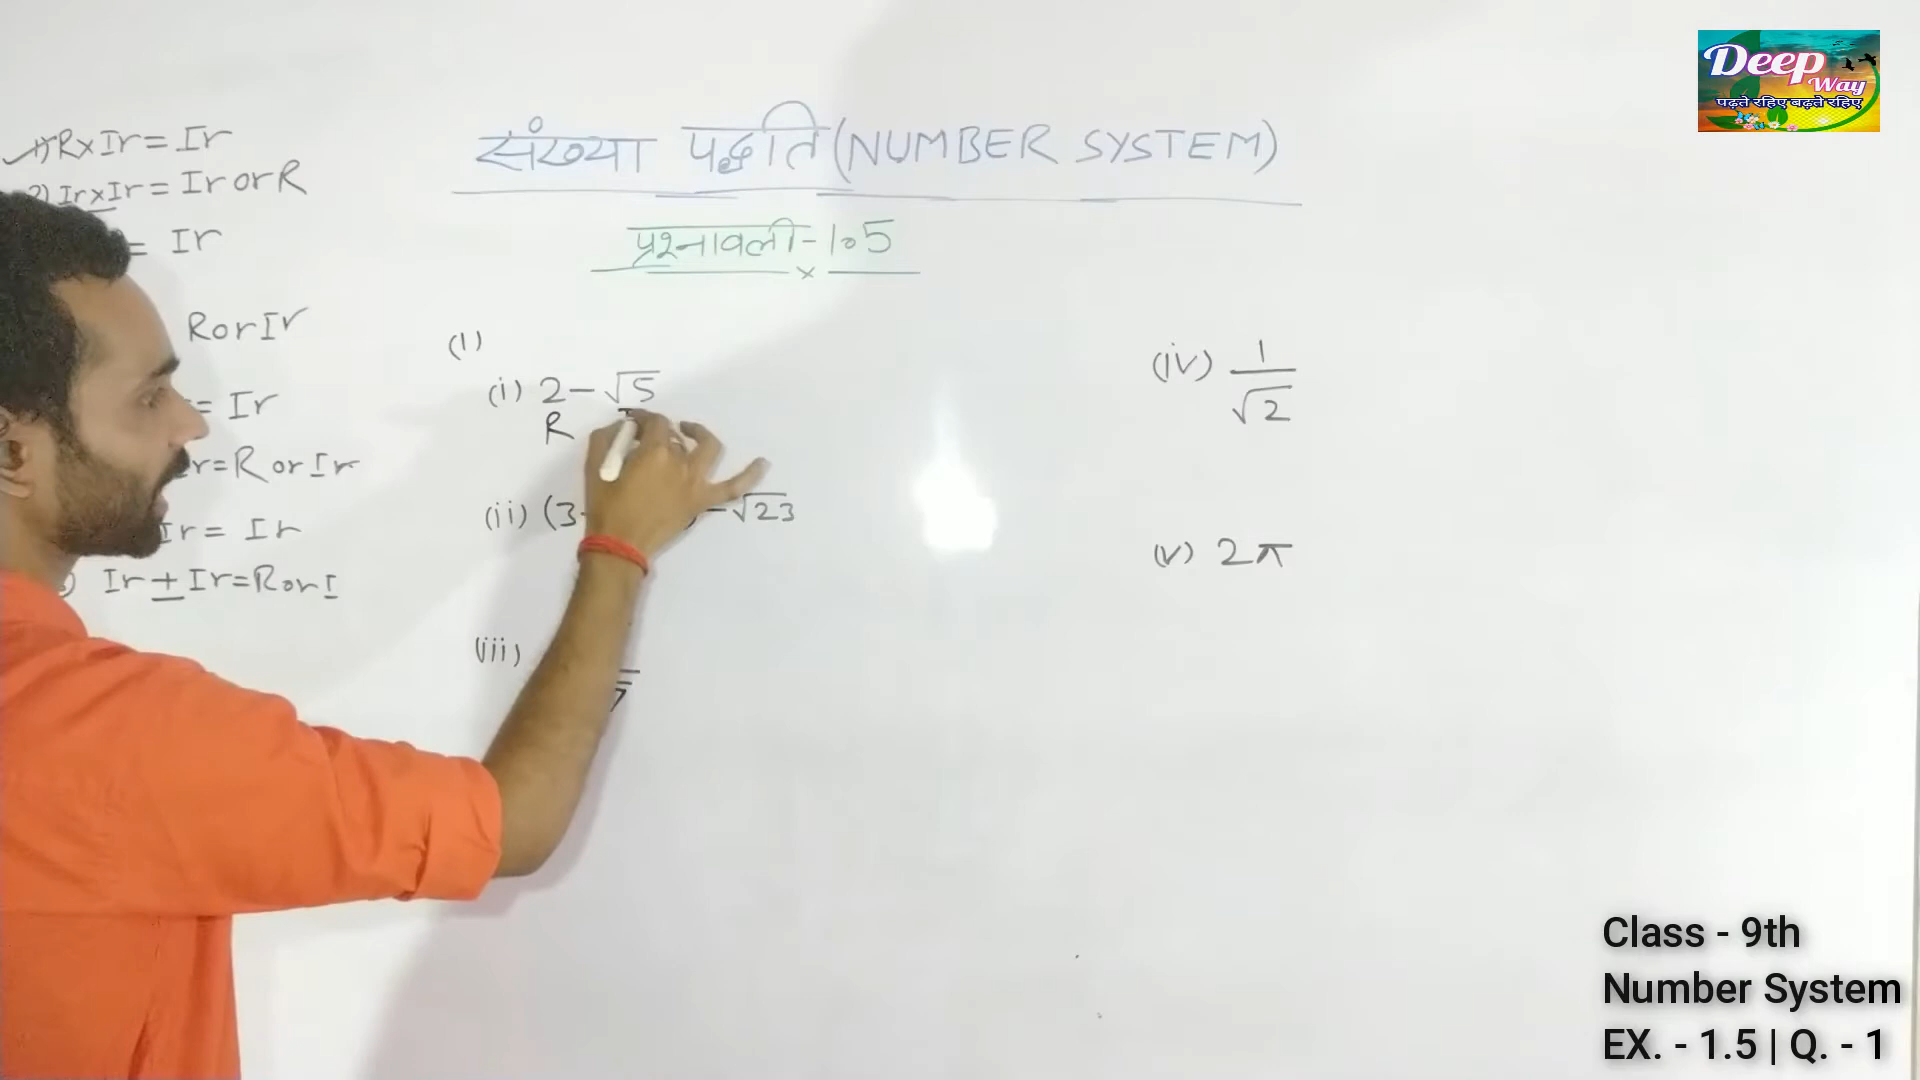 Deep
Way
पढ़ते रहिए बढ़ते रहिए
संख्या पद्धति (NUMBER SYSTEM)
प्रश्नावली-1.5
1) R×Ir = Ir
2) Ir×Ir = Ir or R
= Ir
R or Ir
= Ir
r = R or Ir
Ir = Ir
) Ir ± Ir = R or I
(1)
(i) 2-√5
R
(ii) (3 ) - √23
(iii)
(iv) 1/√2
(v) 2π
Class - 9th
Number System
EX. - 1.5 | Q. - 1